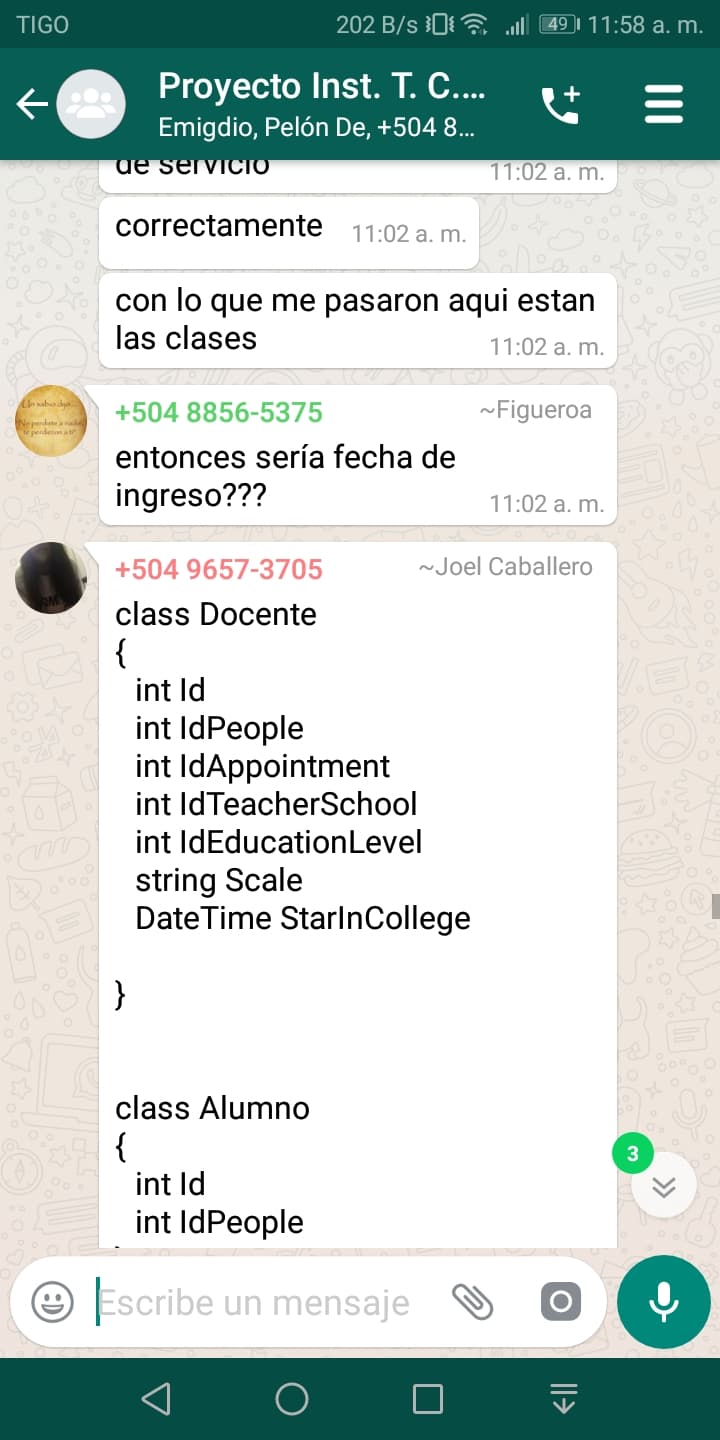 TIGO 202 B/s 49 11:58 a. m.
Proyecto Inst. T. C....
Emigdio, Pelón De, +504 8...
de servicio 11:02 a. m.
correctamente 11:02 a. m.
con lo que me pasaron aqui estan
las clases 11:02 a. m.
+504 8856-5375 ~Figueroa
entonces sería fecha de
ingreso??? 11:02 a. m.
+504 9657-3705 ~Joel Caballero
class Docente
{
int Id
int IdPeople
int IdAppointment
int IdTeacherSchool
int IdEducationLevel
string Scale
DateTime StarInCollege
}
class Alumno
{
int Id
int IdPeople
3
Escribe un mensaje